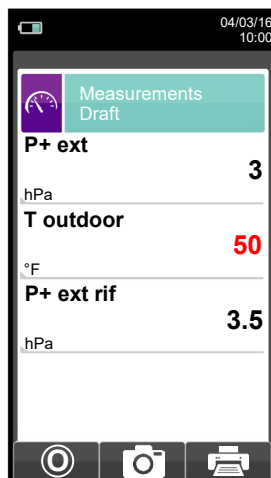 04/03/16
10:00
Measurements
Draft
P+ ext
3
hPa
T outdoor
50
°F
P+ ext rif
3.5
hPa